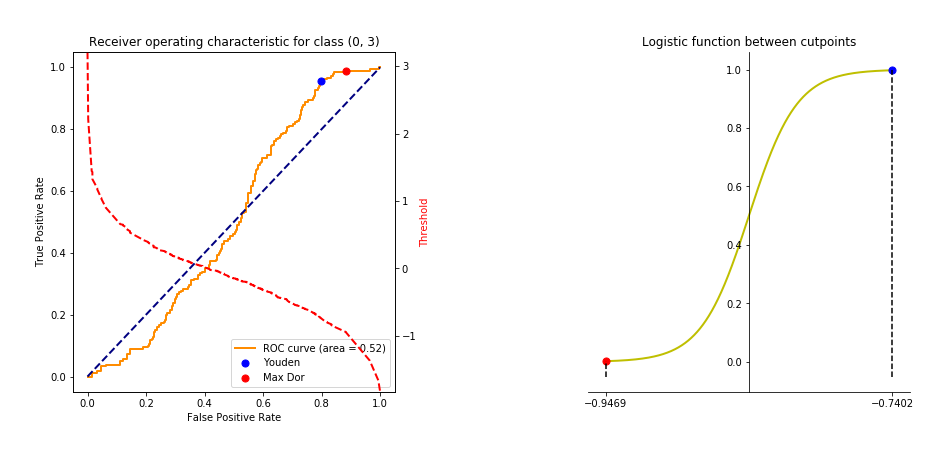 Receiver operating characteristic for class (0, 3)
1.0
0.8
0.6
0.4
0.2
0.0
True Positive Rate
0.0 0.2 0.4 0.6 0.8 1.0
False Positive Rate
3
2
1
0
−1
Threshold
ROC curve (area = 0.52)
Youden
Max Dor
Logistic function between cutpoints
1.0
0.8
0.6
0.4
0.2
0.0
−0.9469 −0.7402